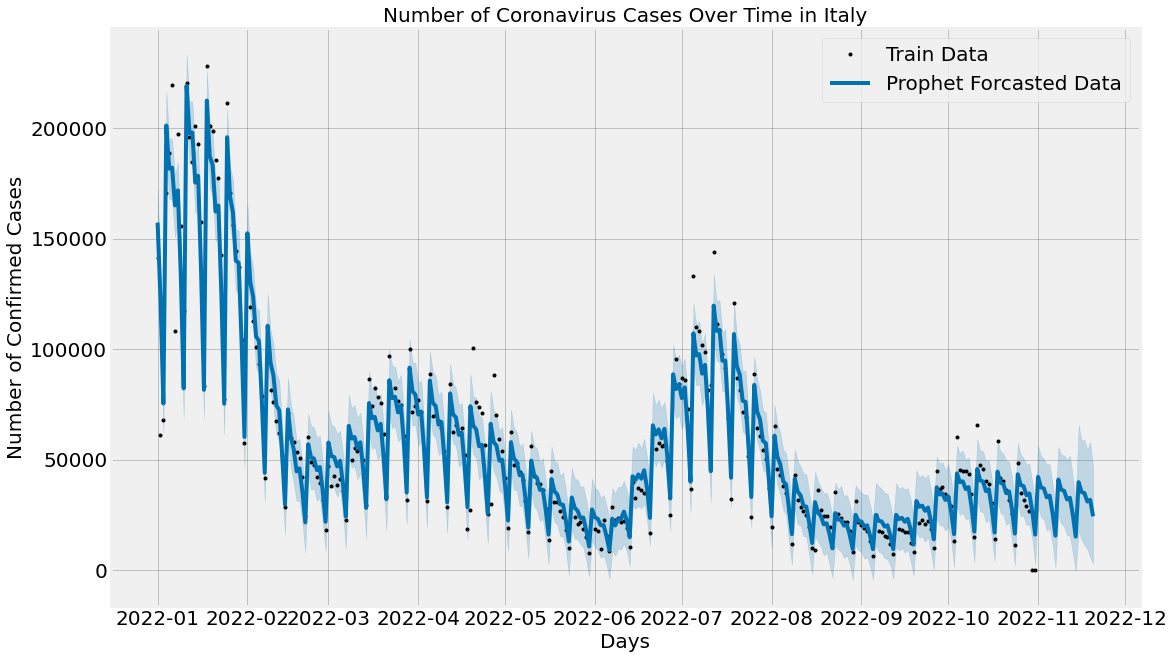 Number of Coronavirus Cases Over Time in Italy
Train Data
Prophet Forcasted Data
Number of Confirmed Cases
200000
150000
100000
50000
0
2022-01 2022-02 2022-03 2022-04 2022-05 2022-06 2022-07 2022-08 2022-09 2022-10 2022-11 2022-12
Days